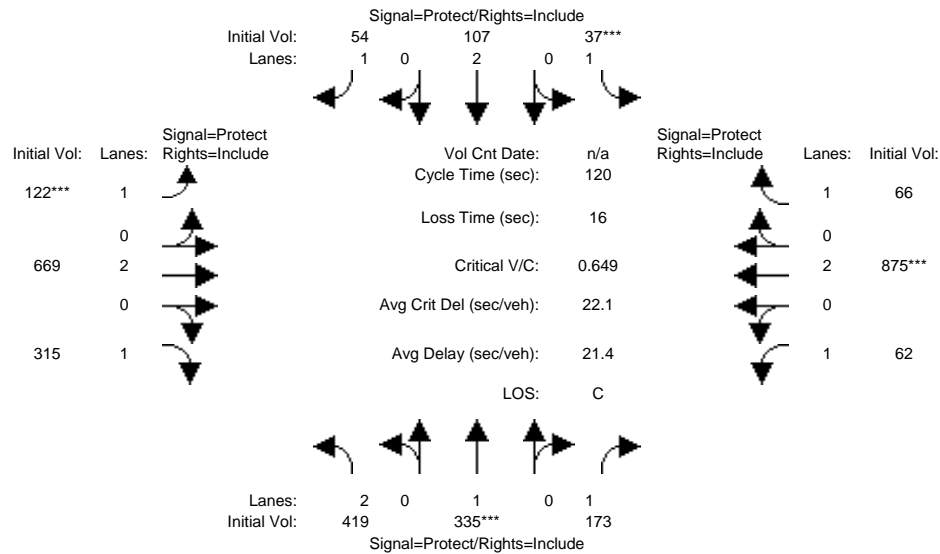 Signal=Protect/Rights=Include
Initial Vol: 54 107 37***
Lanes: 1 0 2 0 1
Signal=Protect
Initial Vol: Lanes: Rights=Include
Vol Cnt Date: n/a
Signal=Protect
Rights=Include Lanes: Initial Vol:
Cycle Time (sec): 120
122*** 1
1 66
Loss Time (sec): 16
0
0
669 2
Critical V/C: 0.649
2 875***
0
Avg Crit Del (sec/veh): 22.1
0
315 1
Avg Delay (sec/veh): 21.4
1 62
LOS: C
Lanes: 2 0 1 0 1
Initial Vol: 419 335*** 173
Signal=Protect/Rights=Include